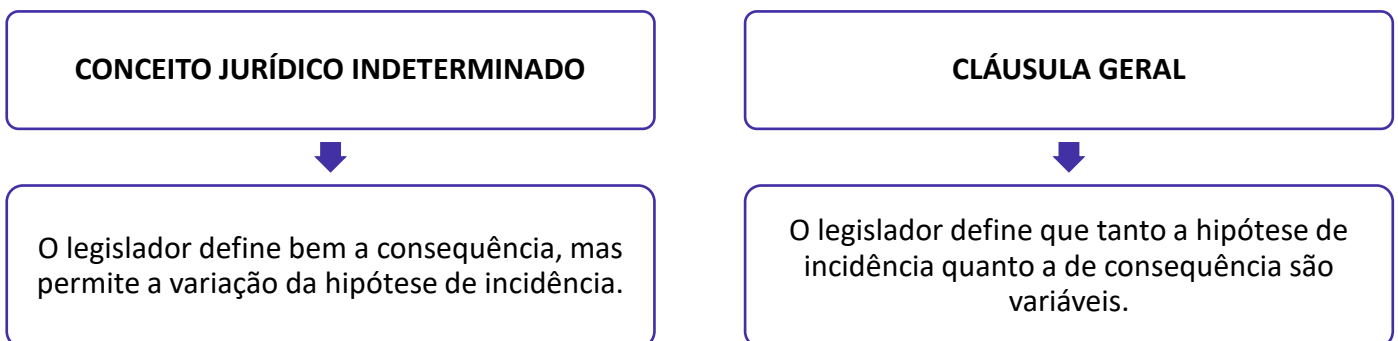 CONCEITO JURÍDICO INDETERMINADO
O legislador define bem a consequência, mas
permite a variação da hipótese de incidência.
CLÁUSULA GERAL
O legislador define que tanto a hipótese de
incidência quanto a de consequência são
variáveis.